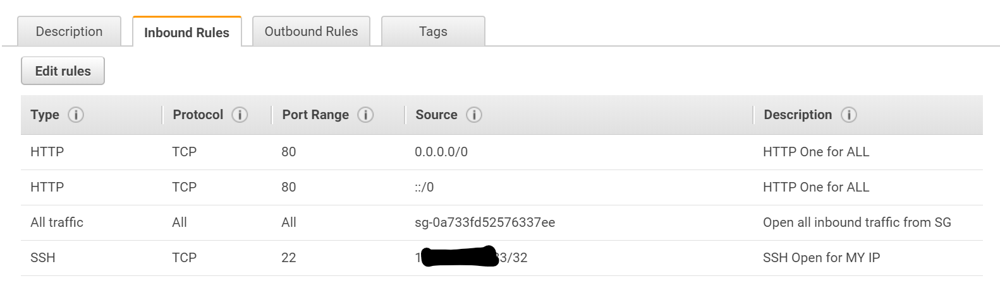 Description Inbound Rules Outbound Rules Tags
Edit rules
Type Protocol Port Range Source Description
HTTP TCP 80 0.0.0.0/0 HTTP One for ALL
HTTP TCP 80 ::/0 HTTP One for ALL
All traffic All All sg-0a733fd52576337ee Open all inbound traffic from SG
SSH TCP 22 3/32 SSH Open for MY IP